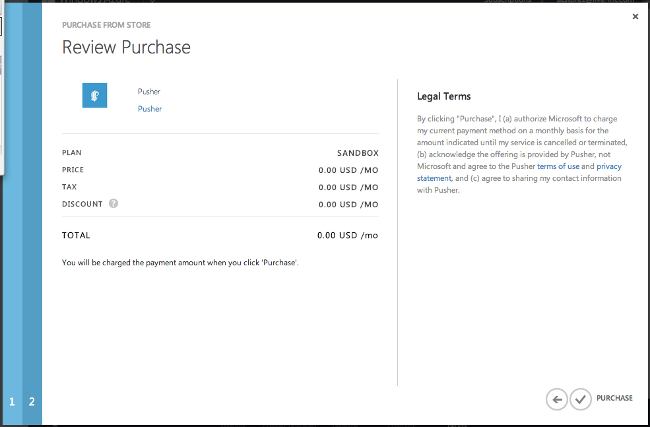 PURCHASE FROM STORE
Review Purchase
Pusher
Pusher
PLAN SANDBOX
PRICE 0.00 USD /MO
TAX 0.00 USD /MO
DISCOUNT ? 0.00 USD /MO
TOTAL 0.00 USD /mo
You will be charged the payment amount when you click 'Purchase'.
Legal Terms
By clicking "Purchase", I (a) authorize Microsoft to charge
my current payment method on a monthly basis for the
amount indicated until my service is cancelled or terminated,
(b) acknowledge the offering is provided by Pusher, not
Microsoft and agree to the Pusher terms of use and privacy
statement, and (c) agree to sharing my contact information
with Pusher.
1 2
PURCHASE